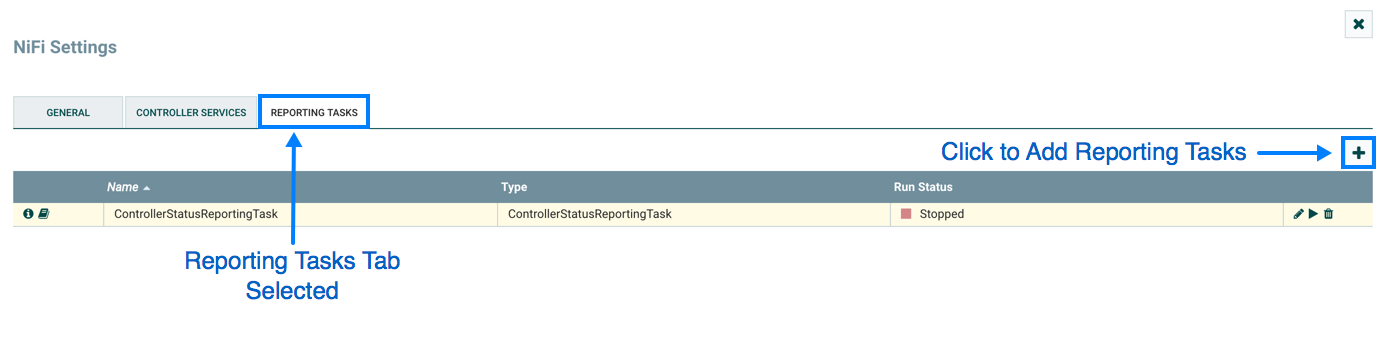 NiFi Settings
GENERAL CONTROLLER SERVICES REPORTING TASKS
Click to Add Reporting Tasks
Name Type Run Status
ControllerStatusReportingTask ControllerStatusReportingTask Stopped
Reporting Tasks Tab
Selected